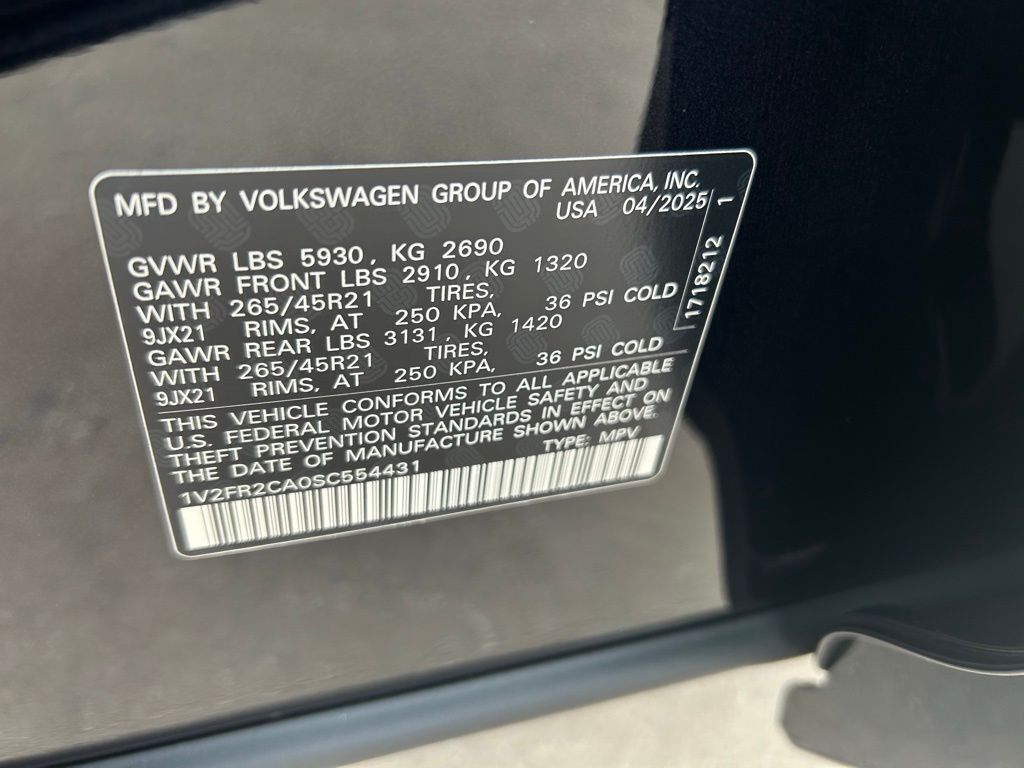 MFD BY VOLKSWAGEN GROUP OF AMERICA, INC.
USA 04/2025
GVWR LBS 5930, KG 2690
GAWR FRONT LBS 2910, KG 1320
WITH 265/45R21 TIRES,
9JX21 RIMS, AT 250 KPA, 36 PSI COLD
GAWR REAR LBS 3131, KG 1420
WITH 265/45R21 TIRES,
9JX21 RIMS, AT 250 KPA, 36 PSI COLD
THIS VEHICLE CONFORMS TO ALL APPLICABLE
U.S. FEDERAL MOTOR VEHICLE SAFETY AND
THEFT PREVENTION STANDARDS IN EFFECT ON
THE DATE OF MANUFACTURE SHOWN ABOVE.
1V2FR2CA0SC554431 TYPE: MPV
1718212 1